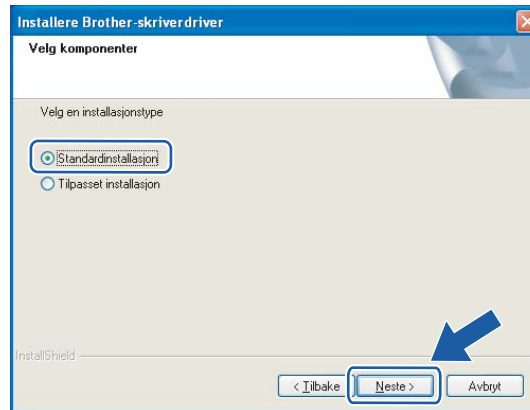 Installere Brother-skriverdriver
Velg komponenter
Velg en installasjonstype
Standardinstallasjon
Tilpasset installasjon
InstallShield
< Tilbake Neste > Avbryt